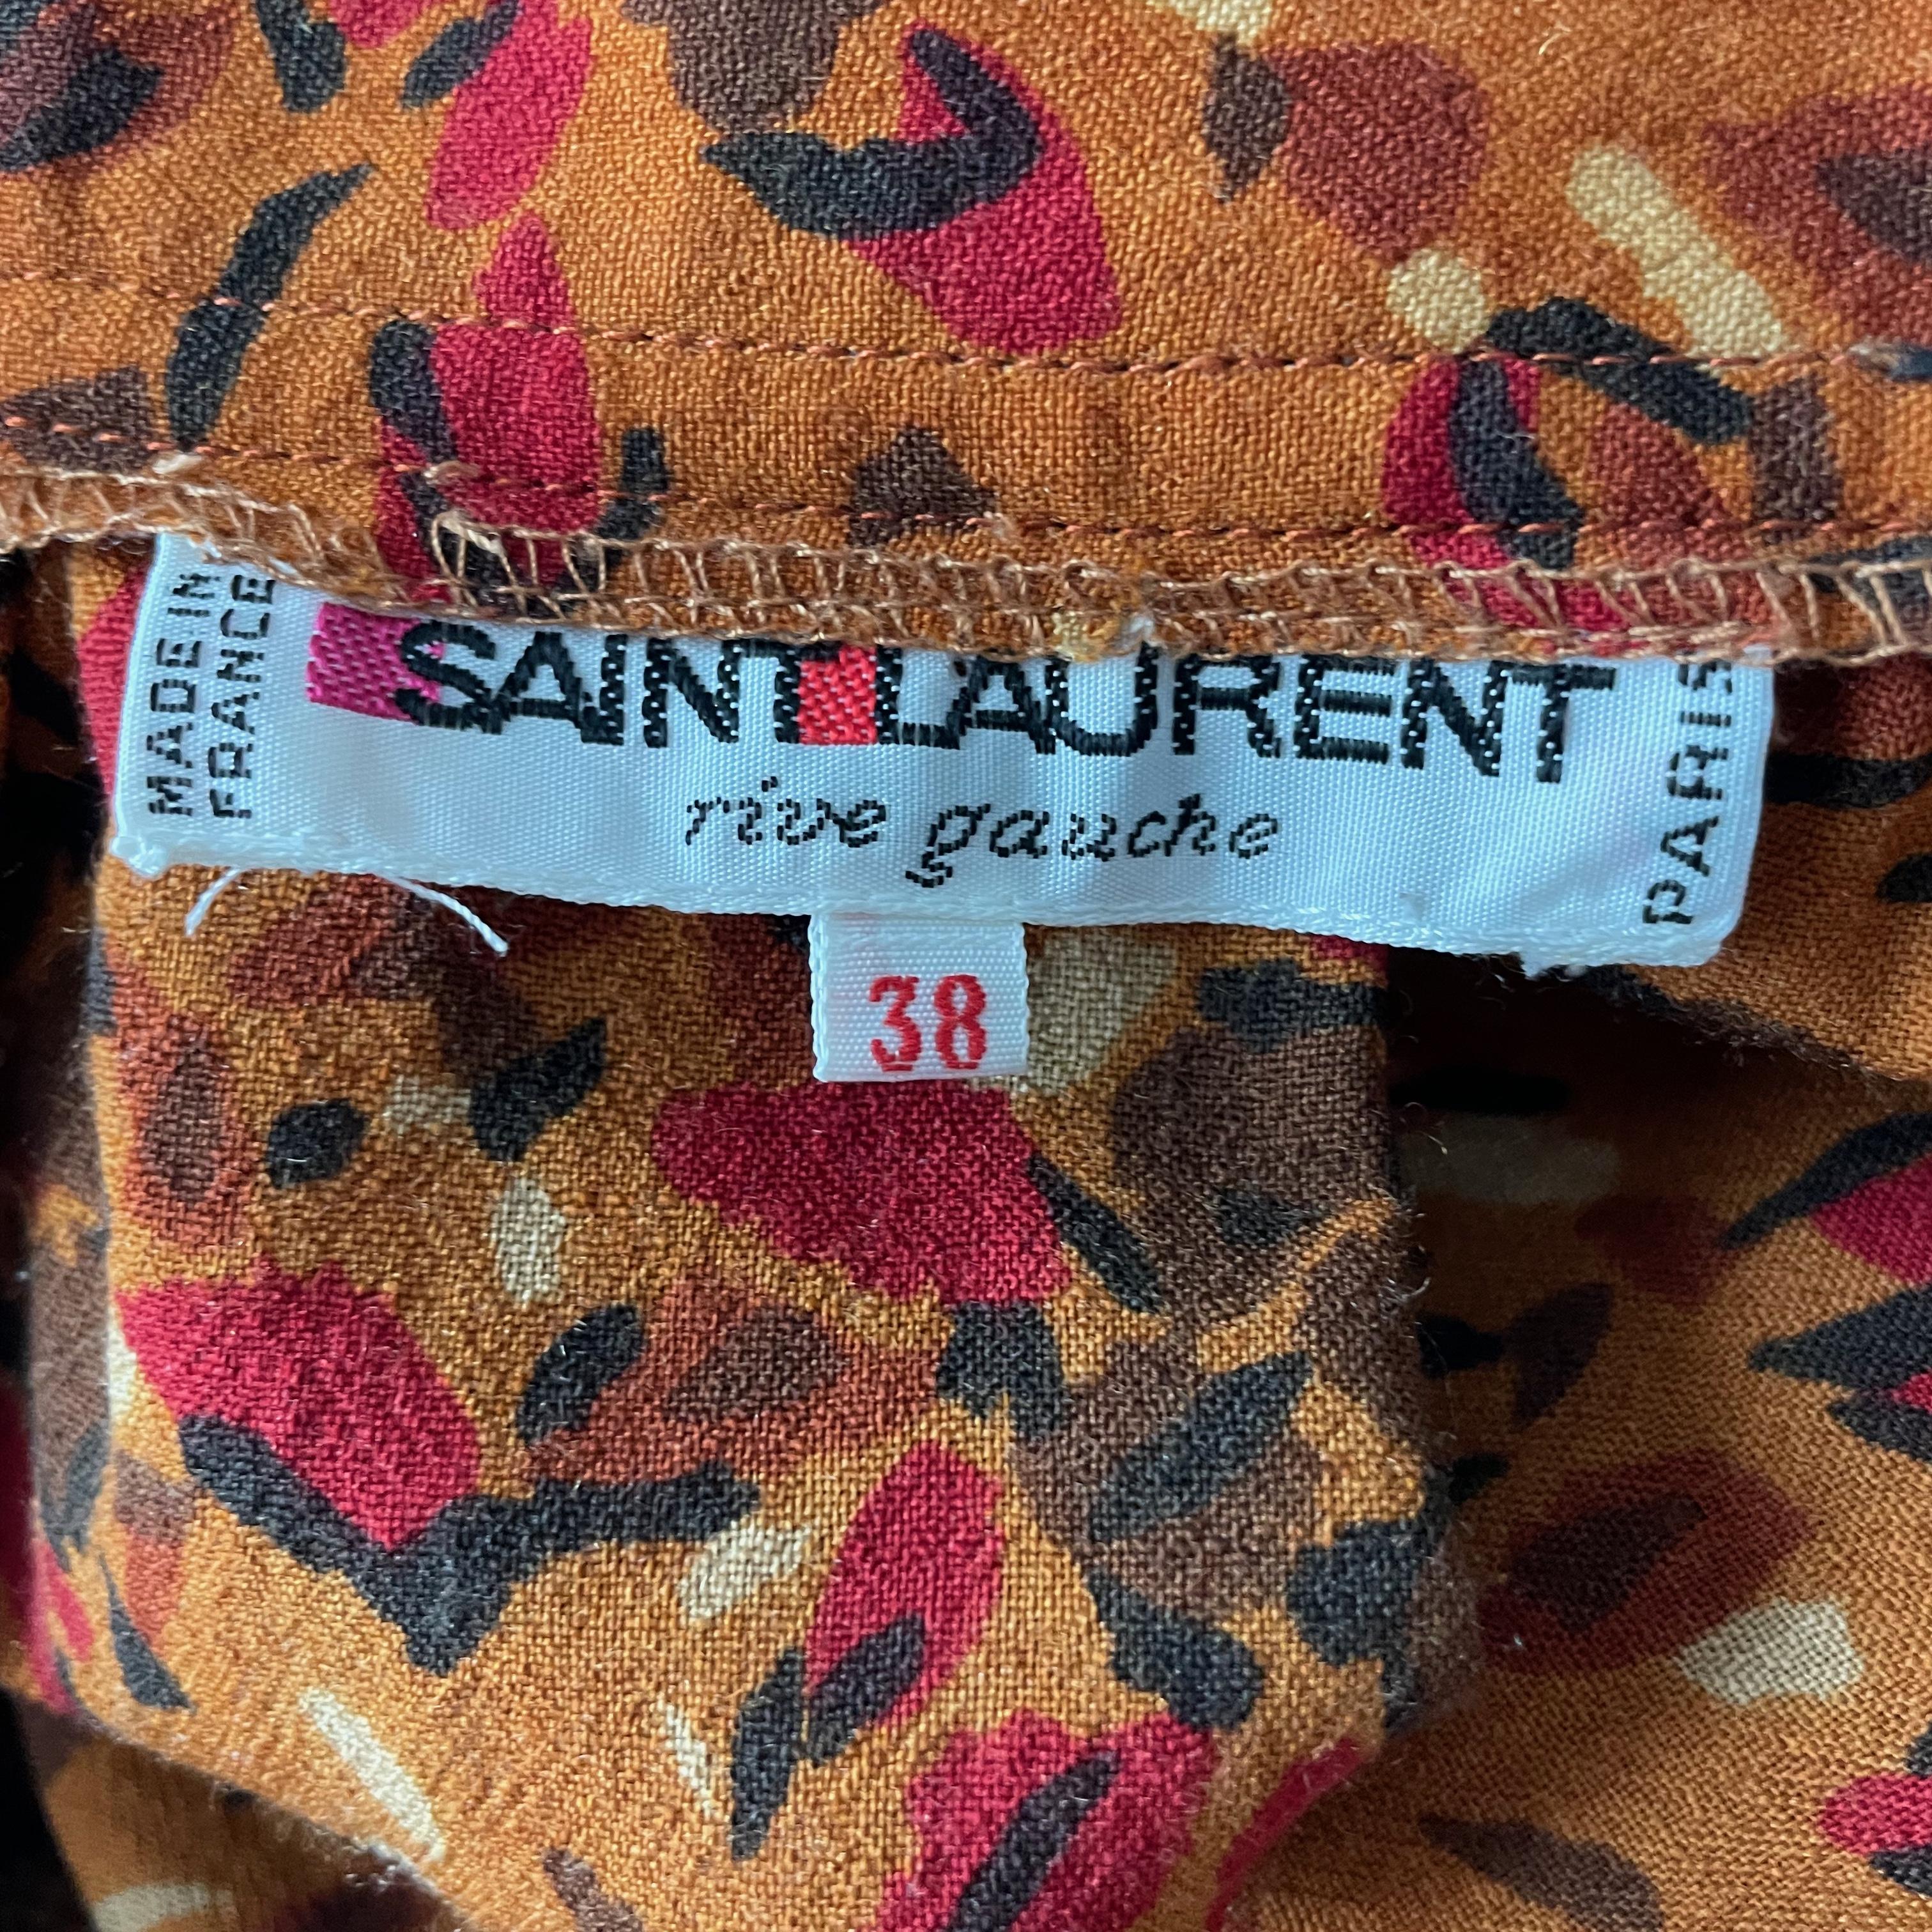 MADE IN
FRANCE
SAINT LAURENT
rive gauche
PARIS
38